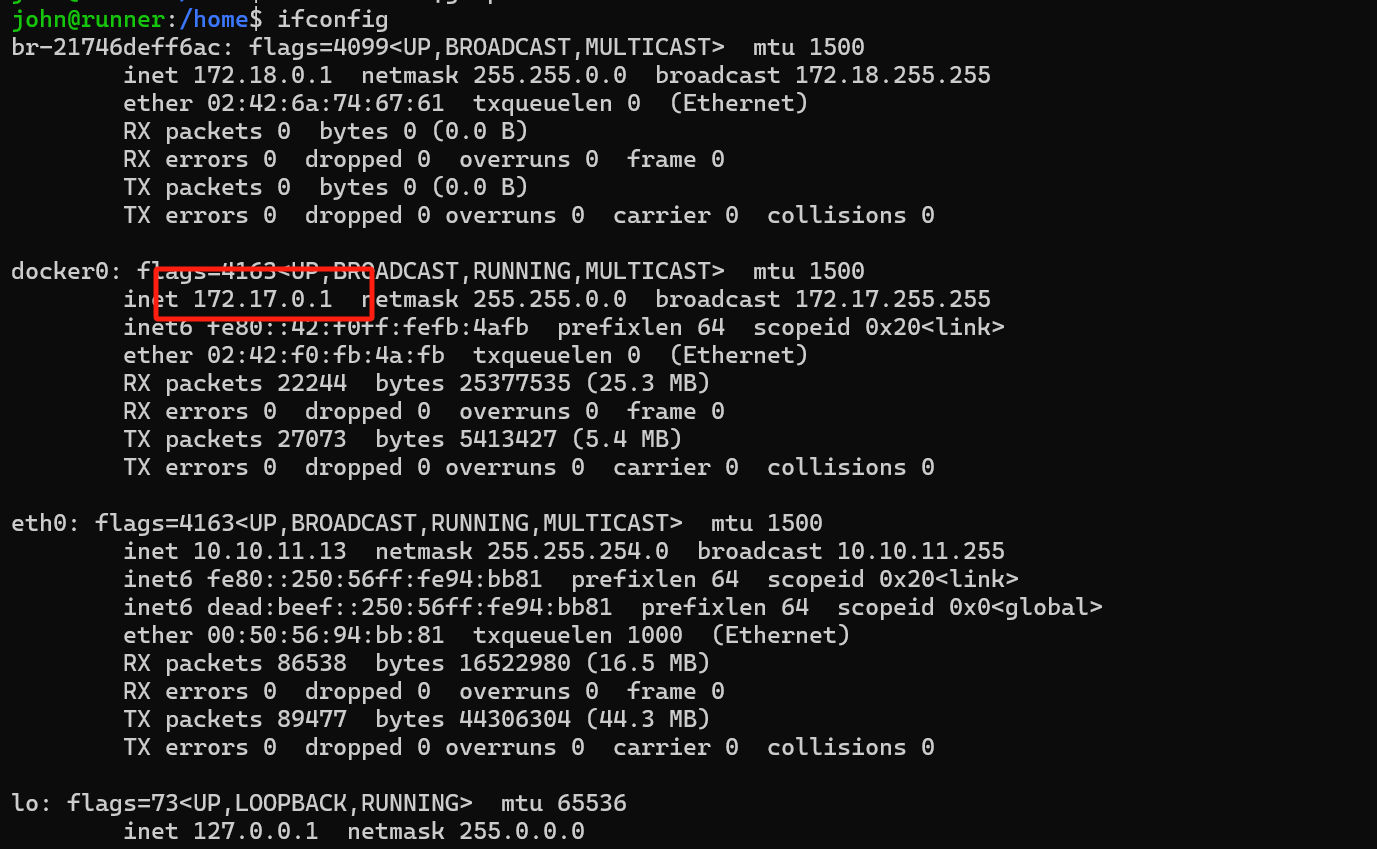 john@runner:/home$ ifconfig
br-21746deff6ac: flags=4099<UP,BROADCAST,MULTICAST>  mtu 1500
        inet 172.18.0.1  netmask 255.255.0.0  broadcast 172.18.255.255
        ether 02:42:6a:74:67:61  txqueuelen 0  (Ethernet)
        RX packets 0  bytes 0 (0.0 B)
        RX errors 0  dropped 0  overruns 0  frame 0
        TX packets 0  bytes 0 (0.0 B)
        TX errors 0  dropped 0 overruns 0  carrier 0  collisions 0

docker0: flags=4163<UP,BROADCAST,RUNNING,MULTICAST>  mtu 1500
        inet 172.17.0.1  netmask 255.255.0.0  broadcast 172.17.255.255
        inet6 fe80::42:f0ff:fefb:4afb  prefixlen 64  scopeid 0x20<link>
        ether 02:42:f0:fb:4a:fb  txqueuelen 0  (Ethernet)
        RX packets 22244  bytes 25377535 (25.3 MB)
        RX errors 0  dropped 0  overruns 0  frame 0
        TX packets 27073  bytes 5413427 (5.4 MB)
        TX errors 0  dropped 0 overruns 0  carrier 0  collisions 0

eth0: flags=4163<UP,BROADCAST,RUNNING,MULTICAST>  mtu 1500
        inet 10.10.11.13  netmask 255.255.254.0  broadcast 10.10.11.255
        inet6 fe80::250:56ff:fe94:bb81  prefixlen 64  scopeid 0x20<link>
        inet6 dead:beef::250:56ff:fe94:bb81  prefixlen 64  scopeid 0x0<global>
        ether 00:50:56:94:bb:81  txqueuelen 1000  (Ethernet)
        RX packets 86538  bytes 16522980 (16.5 MB)
        RX errors 0  dropped 0  overruns 0  frame 0
        TX packets 89477  bytes 44306304 (44.3 MB)
        TX errors 0  dropped 0 overruns 0  carrier 0  collisions 0

lo: flags=73<UP,LOOPBACK,RUNNING>  mtu 65536
        inet 127.0.0.1  netmask 255.0.0.0